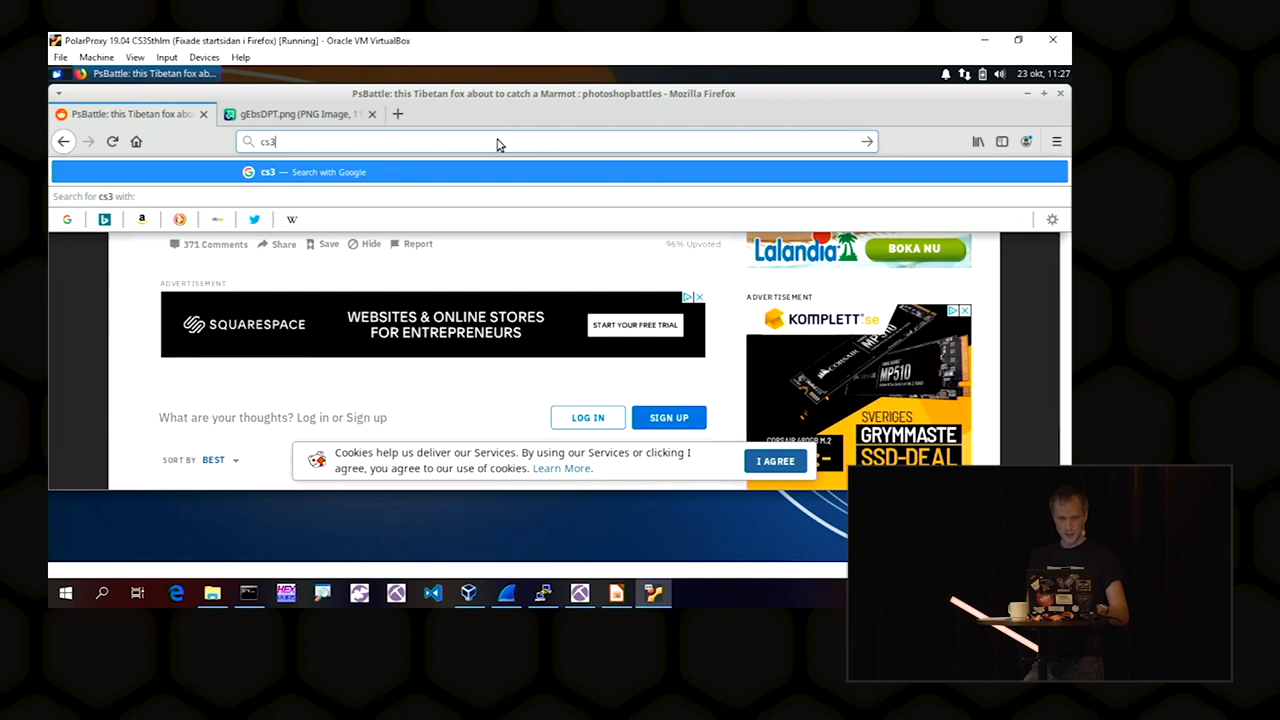 PolarProxy 19.04 CS3Sthlm (Fixade startsidan i Firefox) [Running] - Oracle VM VirtualBox
File Machine View Input Devices Help
PsBattle: this Tibetan fox ab...
23 okt, 11:27
PsBattle: this Tibetan fox about to catch a Marmot : photoshopbattles - Mozilla Firefox
PsBattle: this Tibetan fox abo
gEbsDPT.png (PNG Image, 11
cs3
cs3 — Search with Google
Search for cs3 with:
371 Comments Share Save Hide Report
96% Upvoted
Lalandia
BOKA NU
ADVERTISEMENT
SQUARESPACE
WEBSITES & ONLINE STORES
FOR ENTREPRENEURS
START YOUR FREE TRIAL
ADVERTISEMENT
KOMPLETT.se
CORSAIR
MP510
MP510
What are your thoughts? Log in or Sign up
LOG IN
SIGN UP
SORT BY BEST
Cookies help us deliver our Services. By using our Services or clicking I
agree, you agree to our use of cookies. Learn More.
I AGREE
SVERIGES
GRYMMASTE
SSD-DEAL
HEX